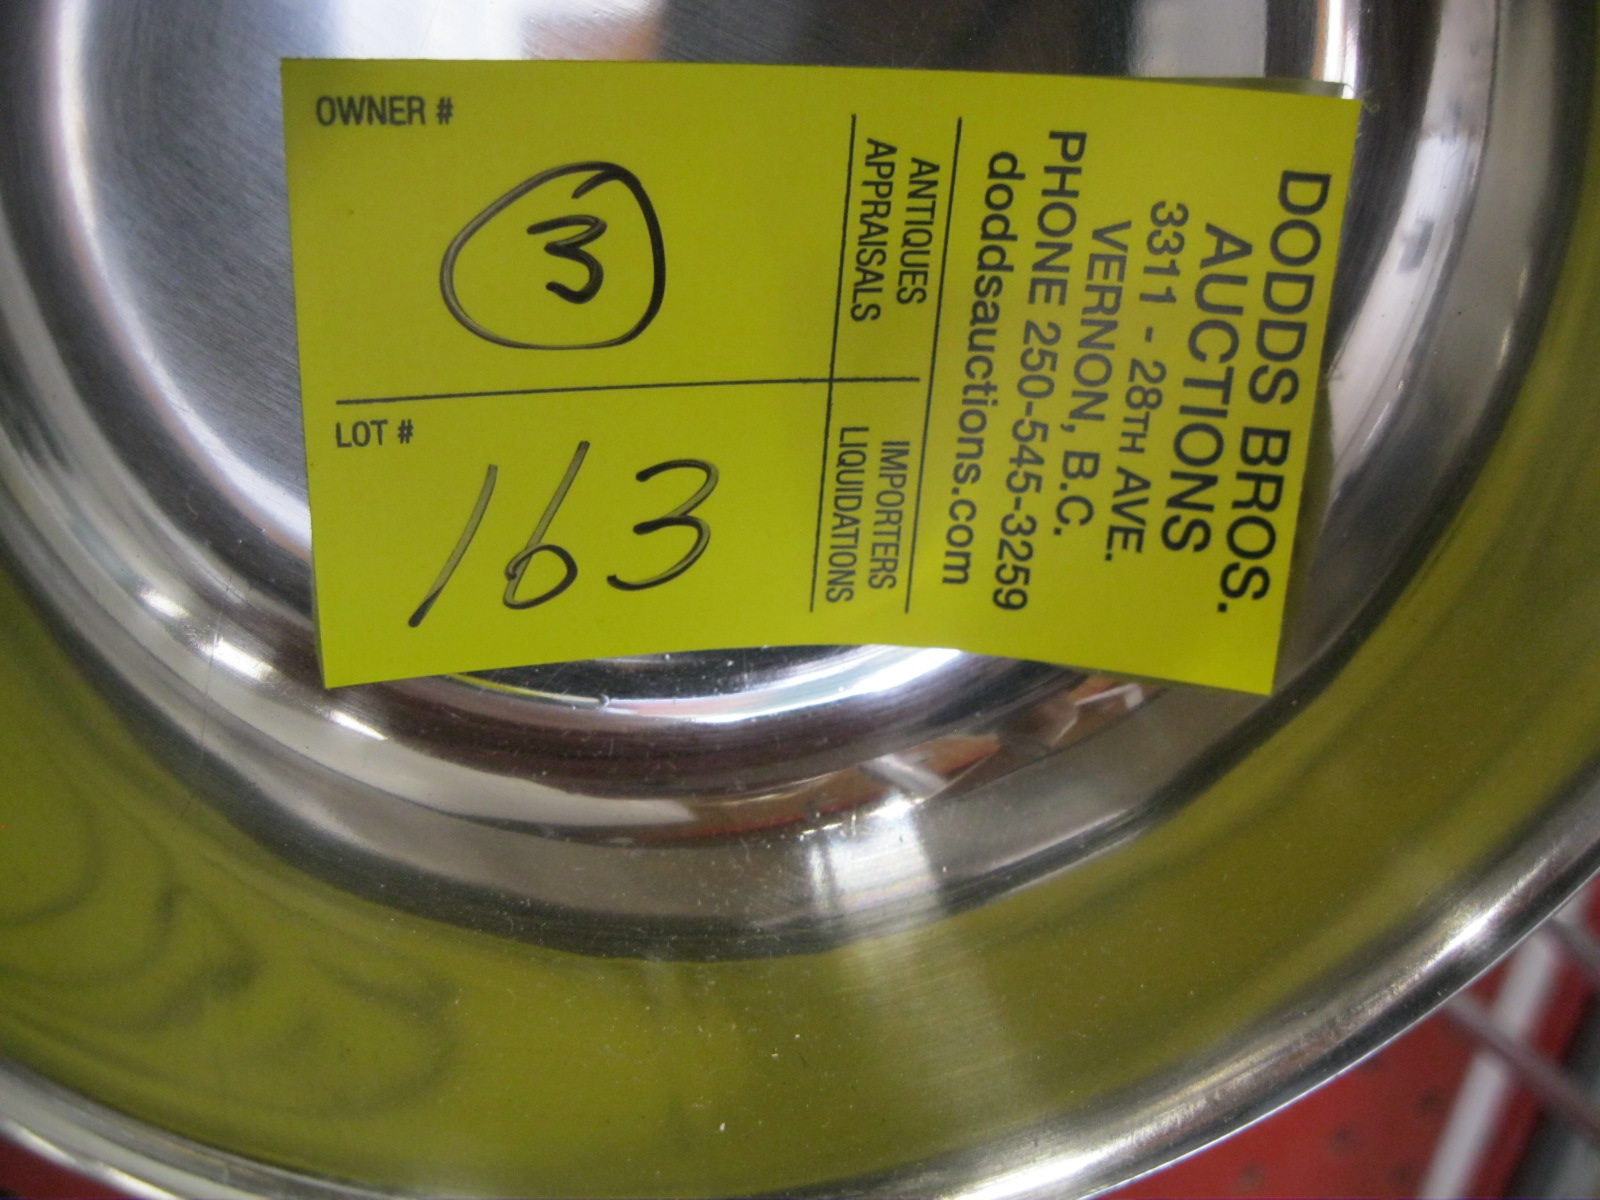 DODDS BROS.
AUCTIONS
3311 - 28TH AVE.
VERNON, B.C.
PHONE 250-545-3259
doddsauctions.com
ANTIQUES
APPRAISALS
IMPORTERS
LIQUIDATIONS
OWNER #
3
LOT #
163